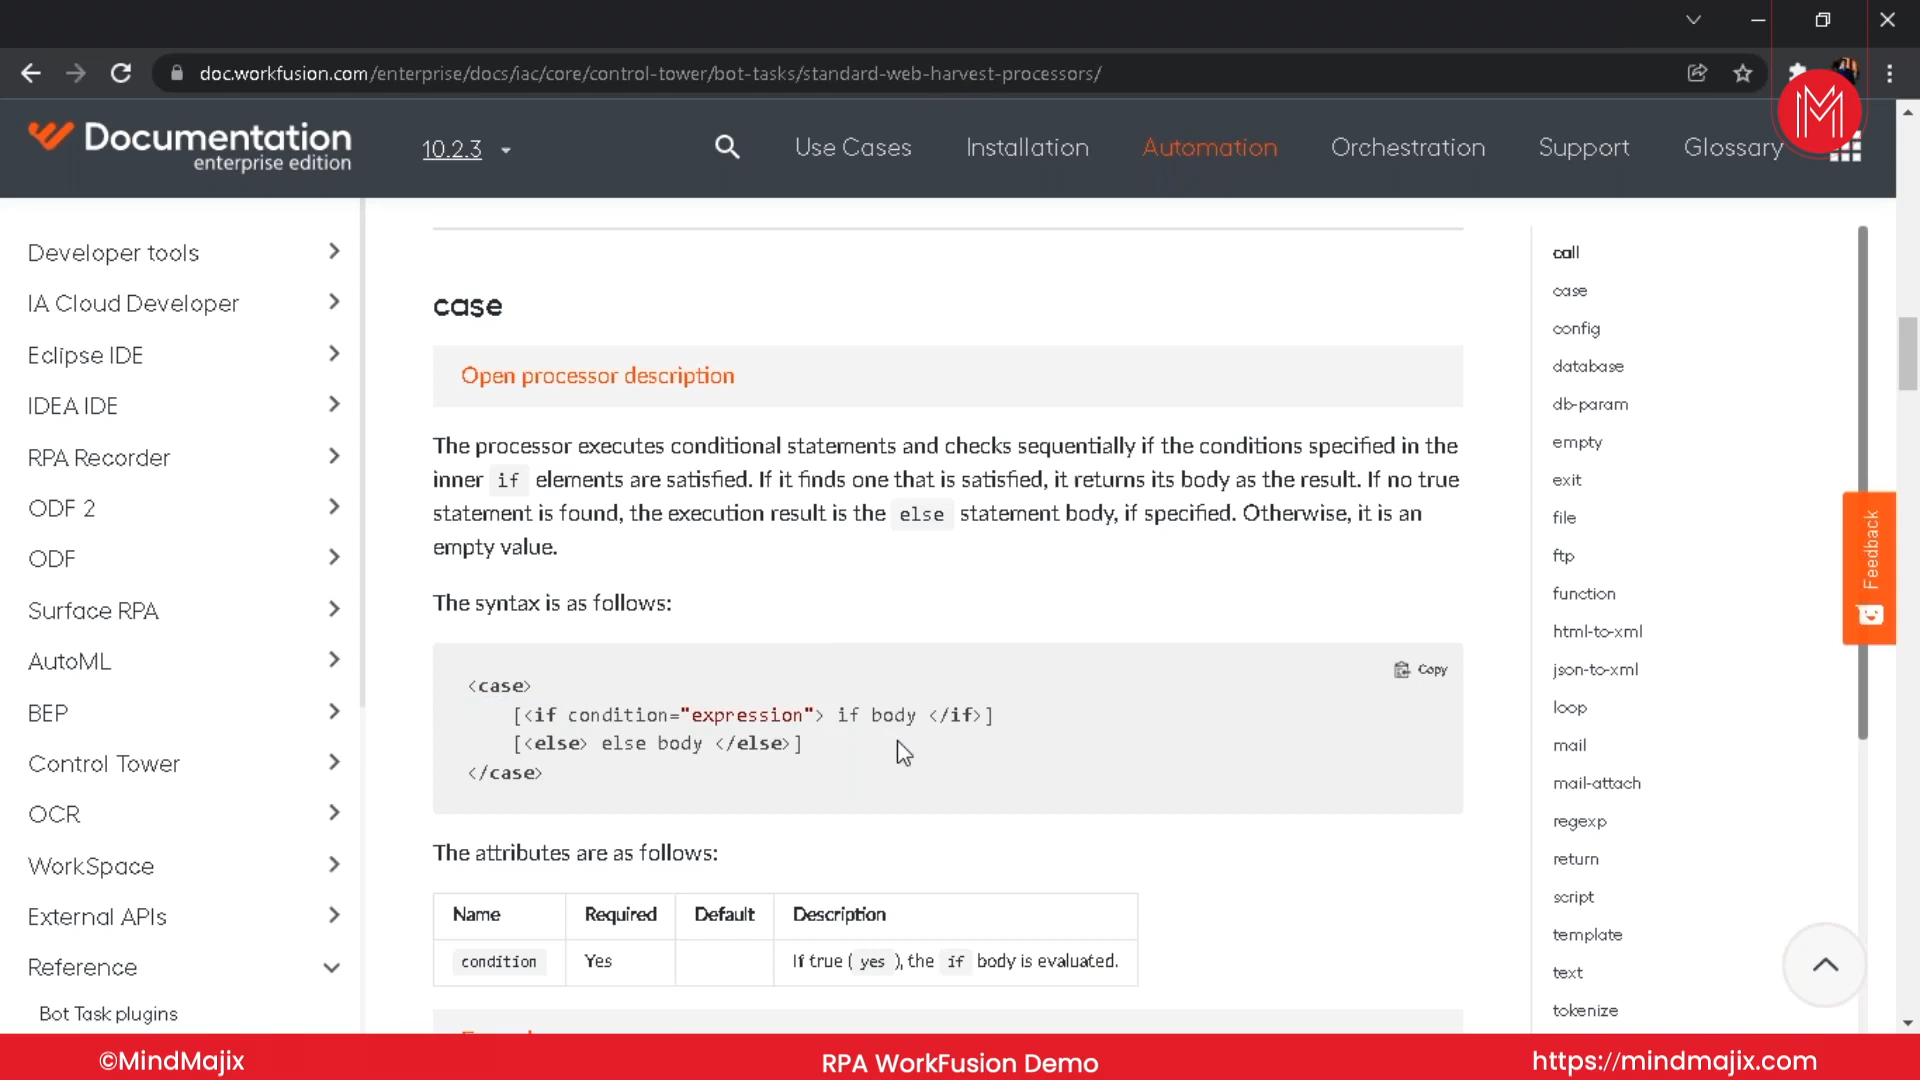 doc.workfusion.com/enterprise/docs/iac/core/control-tower/bot-tasks/standard-web-harvest-processors/
Documentation
enterprise edition
10.2.3
Use Cases
Installation
Automation
Orchestration
Support
Glossary
M
Developer tools
IA Cloud Developer
Eclipse IDE
IDEA IDE
RPA Recorder
ODF 2
ODF
Surface RPA
AutoML
BEP
Control Tower
OCR
WorkSpace
External APIs
Reference
Bot Task plugins
case
Open processor description
The processor executes conditional statements and checks sequentially if the conditions specified in the
inner if elements are satisfied. If it finds one that is satisfied, it returns its body as the result. If no true
statement is found, the execution result is the else statement body, if specified. Otherwise, it is an
empty value.
The syntax is as follows:
Copy
<case>
[<if condition="expression"> if body </if>]
[<else> else body </else>]
</case>
The attributes are as follows:
Name Required Default Description
condition Yes If true ( yes ), the if body is evaluated.
call
case
config
database
db-param
empty
exit
file
ftp
function
html-to-xml
json-to-xml
loop
mail
mail-attach
regexp
return
script
template
text
tokenize
Feedback
©MindMajix
RPA WorkFusion Demo
https://mindmajix.com